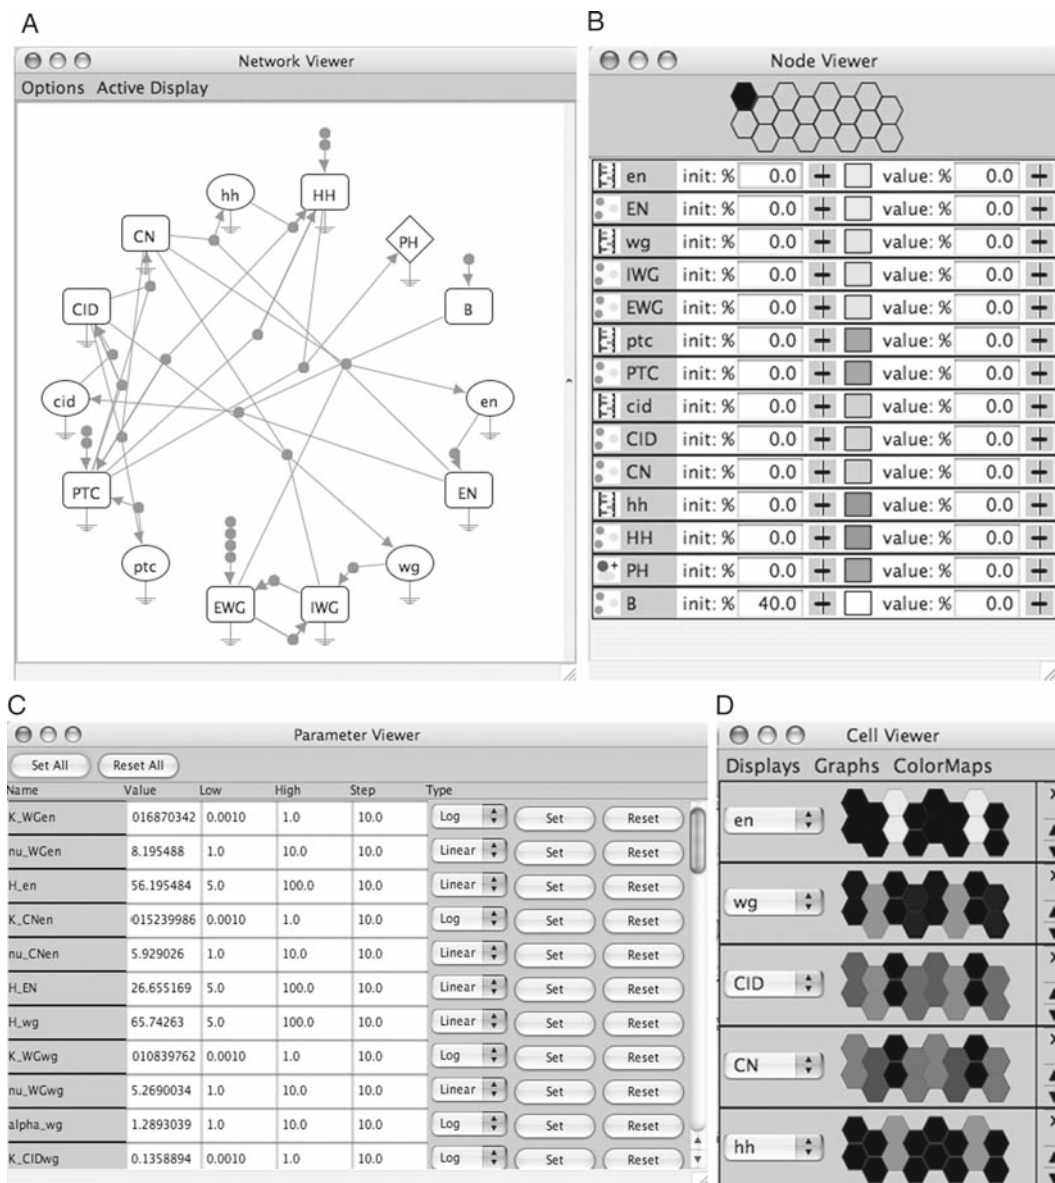 A
B
Network Viewer
Options Active Display
hh
HH
CN
PH
CID
B
cid
en
PTC
EN
ptc
wg
EWG
IWG
Node Viewer
en init: % 0.0 value: % 0.0
EN init: % 0.0 value: % 0.0
wg init: % 0.0 value: % 0.0
IWG init: % 0.0 value: % 0.0
EWG init: % 0.0 value: % 0.0
ptc init: % 0.0 value: % 0.0
PTC init: % 0.0 value: % 0.0
cid init: % 0.0 value: % 0.0
CID init: % 0.0 value: % 0.0
CN init: % 0.0 value: % 0.0
hh init: % 0.0 value: % 0.0
HH init: % 0.0 value: % 0.0
PH init: % 0.0 value: % 0.0
B init: % 40.0 value: % 0.0
C
Parameter Viewer
Set All Reset All
Name Value Low High Step Type
K_WGen 016870342 0.0010 1.0 10.0 Log Set Reset
nu_WGen 8.195488 1.0 10.0 10.0 Linear Set Reset
H_en 56.195484 5.0 100.0 10.0 Linear Set Reset
K_CNen 015239986 0.0010 1.0 10.0 Log Set Reset
nu_CNen 5.929026 1.0 10.0 10.0 Linear Set Reset
H_EN 26.655169 5.0 100.0 10.0 Linear Set Reset
H_wg 65.74263 5.0 100.0 10.0 Linear Set Reset
K_WGwg 010839762 0.0010 1.0 10.0 Log Set Reset
nu_WGwg 5.2690034 1.0 10.0 10.0 Linear Set Reset
alpha_wg 1.2893039 1.0 10.0 10.0 Log Set Reset
K_CIDwg 0.1358894 0.0010 1.0 10.0 Log Set Reset
D
Cell Viewer
Displays Graphs ColorMaps
en
wg
CID
CN
hh